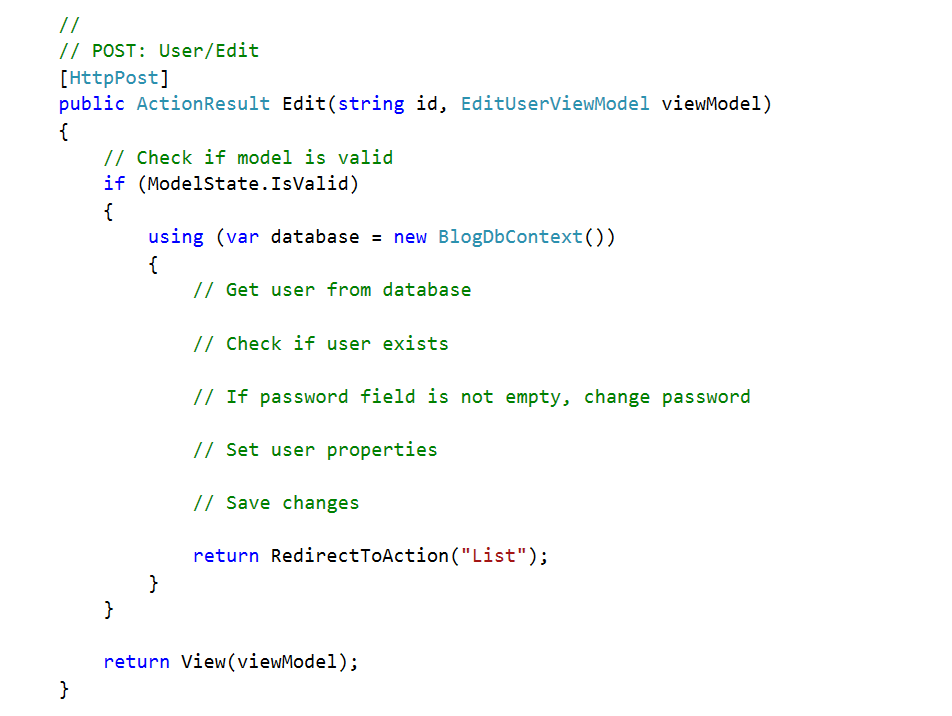 //
// POST: User/Edit
[HttpPost]
public ActionResult Edit(string id, EditUserViewModel viewModel)
{
    // Check if model is valid
    if (ModelState.IsValid)
    {
        using (var database = new BlogDbContext())
        {
            // Get user from database

            // Check if user exists

            // If password field is not empty, change password

            // Set user properties

            // Save changes

            return RedirectToAction("List");
        }
    }

    return View(viewModel);
}